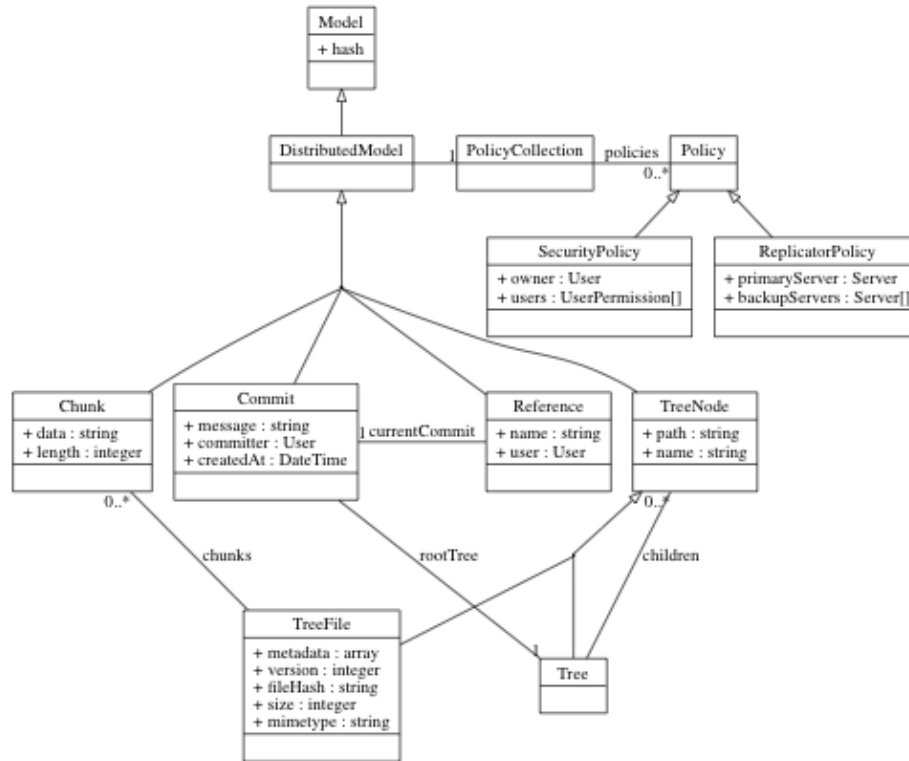 Model
+ hash
DistributedModel
1
PolicyCollection
policies
0..*
Policy
SecurityPolicy
+ owner : User
+ users : UserPermission[]
ReplicatorPolicy
+ primaryServer : Server
+ backupServers : Server[]
Chunk
+ data : string
+ length : integer
0..*
Commit
+ message : string
+ committer : User
+ createdAt : DateTime
1 currentCommit
Reference
+ name : string
+ user : User
TreeNode
+ path : string
+ name : string
0..*
chunks
rootTree
children
TreeFile
+ metadata : array
+ version : integer
+ fileHash : string
+ size : integer
+ mimetype : string
1
Tree